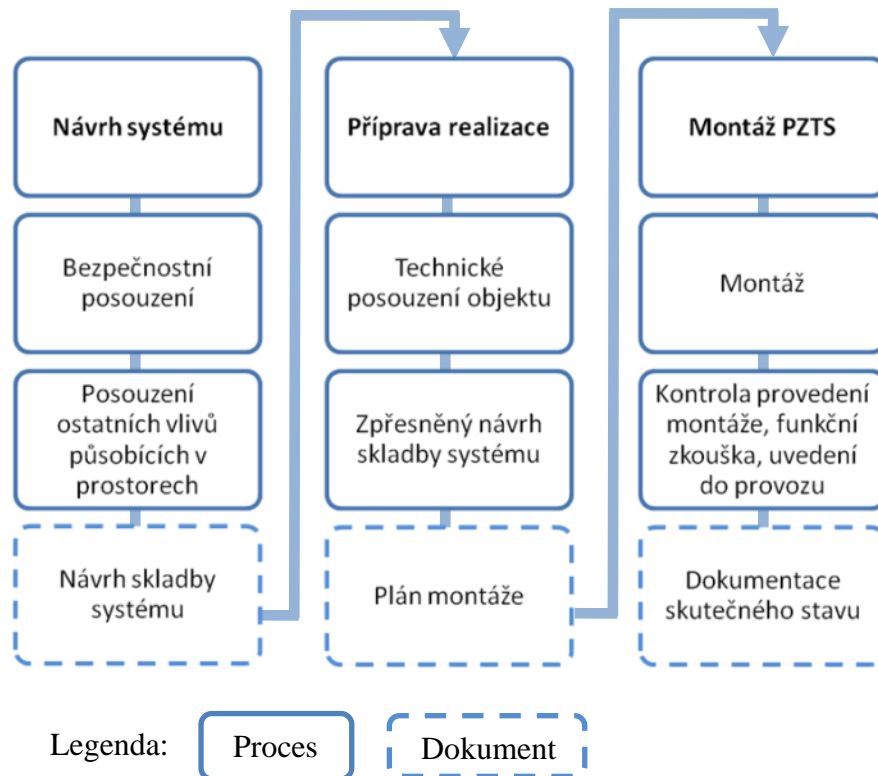 Návrh systému
Bezpečnostní
posouzení
Posouzení
ostatních vlivů
působících v
prostorech
Návrh skladby
systému
Příprava realizace
Technické
posouzení objektu
Zpřesněný návrh
skladby systému
Plán montáže
Montáž PZTS
Montáž
Kontrola provedení
montáže, funkční
zkouška, uvedení
do provozu
Dokumentace
skutečného stavu
Legenda:
Proces
Dokument